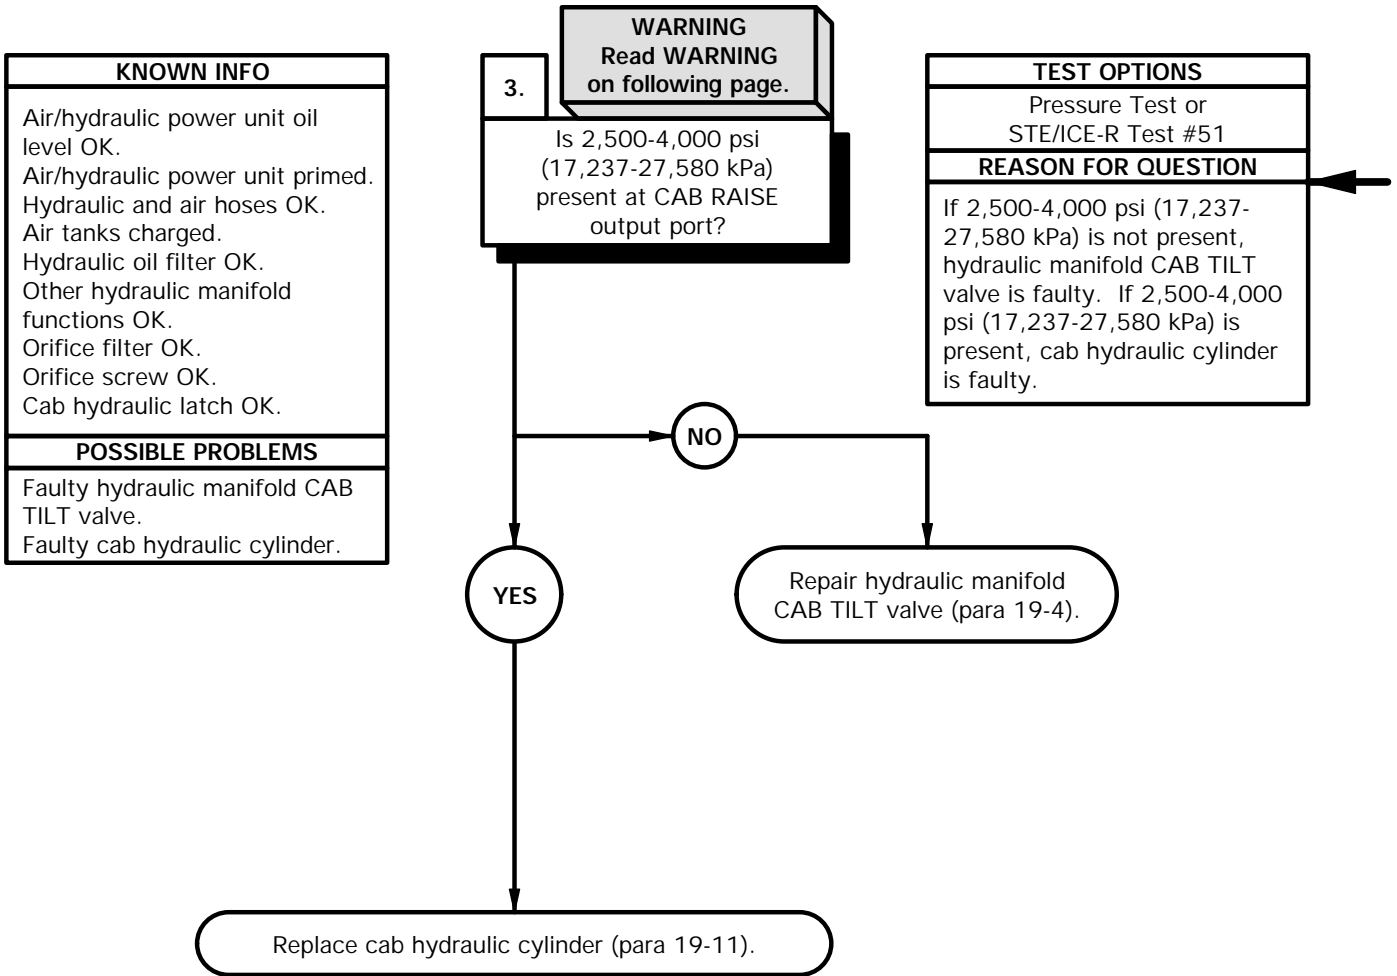 KNOWN INFO
Air/hydraulic power unit oil
level OK.
Air/hydraulic power unit primed.
Hydraulic and air hoses OK.
Air tanks charged.
Hydraulic oil filter OK.
Other hydraulic manifold
functions OK.
Orifice filter OK.
Orifice screw OK.
Cab hydraulic latch OK.
POSSIBLE PROBLEMS
Faulty hydraulic manifold CAB
TILT valve.
Faulty cab hydraulic cylinder.
WARNING
Read WARNING
on following page.
3.
Is 2,500-4,000 psi
(17,237-27,580 kPa)
present at CAB RAISE
output port?
TEST OPTIONS
Pressure Test or
STE/ICE-R Test #51
REASON FOR QUESTION
If 2,500-4,000 psi (17,237-
27,580 kPa) is not present,
hydraulic manifold CAB TILT
valve is faulty.  If 2,500-4,000
psi (17,237-27,580 kPa) is
present, cab hydraulic cylinder
is faulty.
NO
YES
Repair hydraulic manifold
CAB TILT valve (para 19-4).
Replace cab hydraulic cylinder (para 19-11).